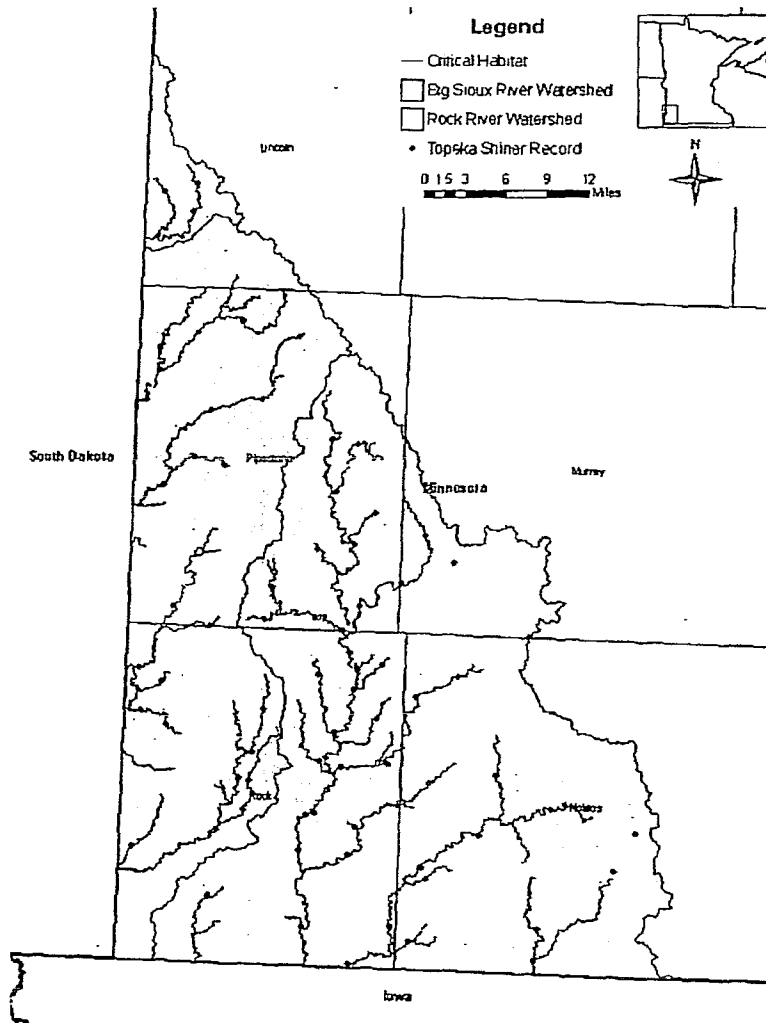 Legend
Critical Habitat
Big Sioux River Watershed
Rock River Watershed
Topeka Shiner Record
N
0 1.5 3 6 9 12
Miles
Lincoln
South Dakota
Pipestone
Minnesota
Murray
Rock
Nobles
Iowa